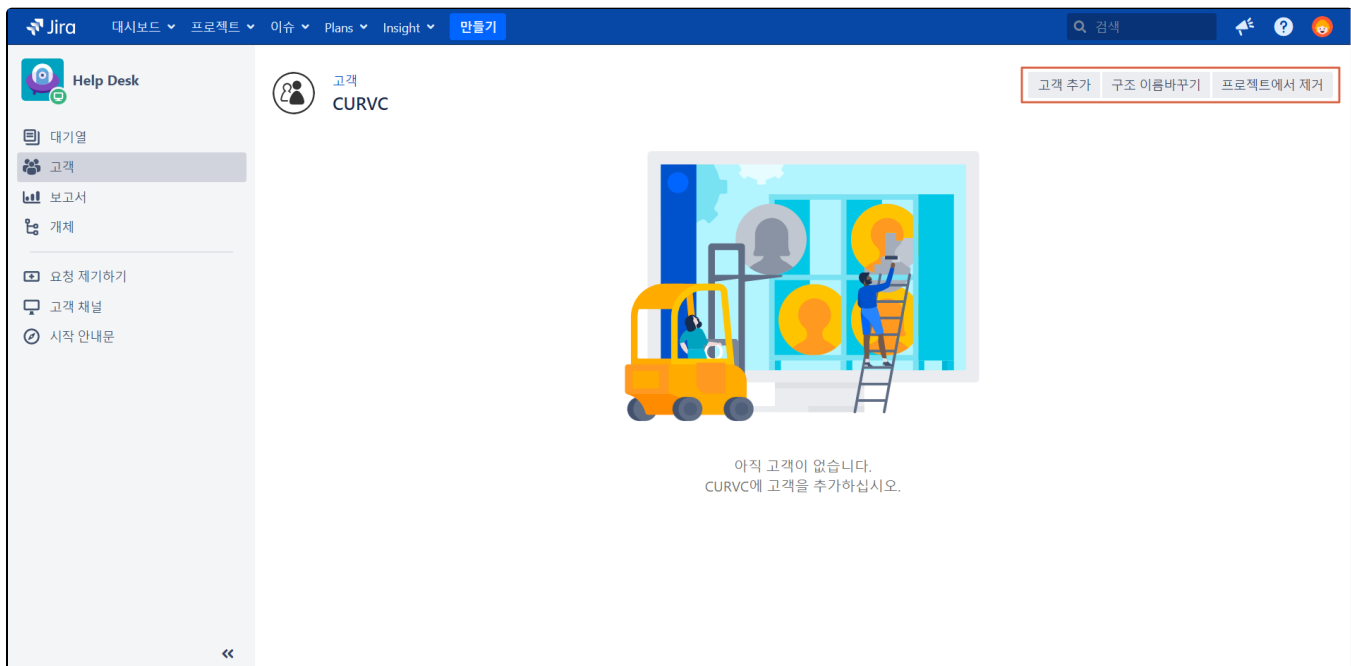 Jira 대시보드 프로젝트 이슈 Plans Insight 만들기 검색
Help Desk
대기열
고객
보고서
개체
요청 제기하기
고객 채널
시작 안내문
고객
CURVC
고객 추가 구조 이름바꾸기 프로젝트에서 제거
아직 고객이 없습니다.
CURVC에 고객을 추가하십시오.